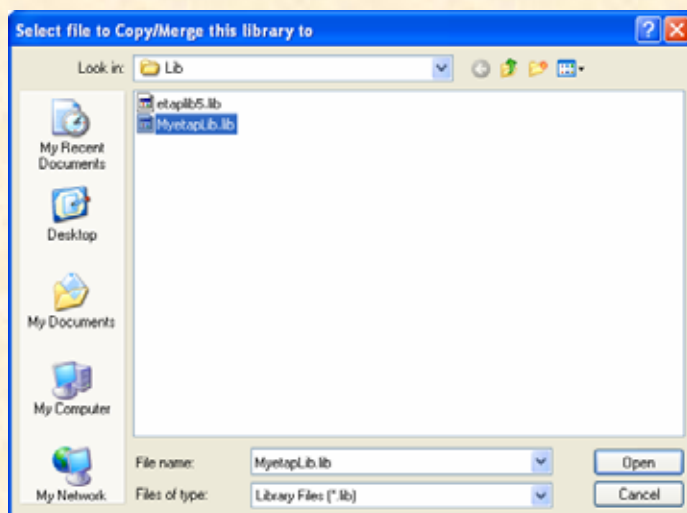 Select file to Copy/Merge this library to
Look in:
Lib
My Recent
Documents
Desktop
My Documents
My Computer
My Network
etaplib5.lib
MyetapLib.lib
File name:
MyetapLib.lib
Open
Files of type:
Library Files (*.lib)
Cancel